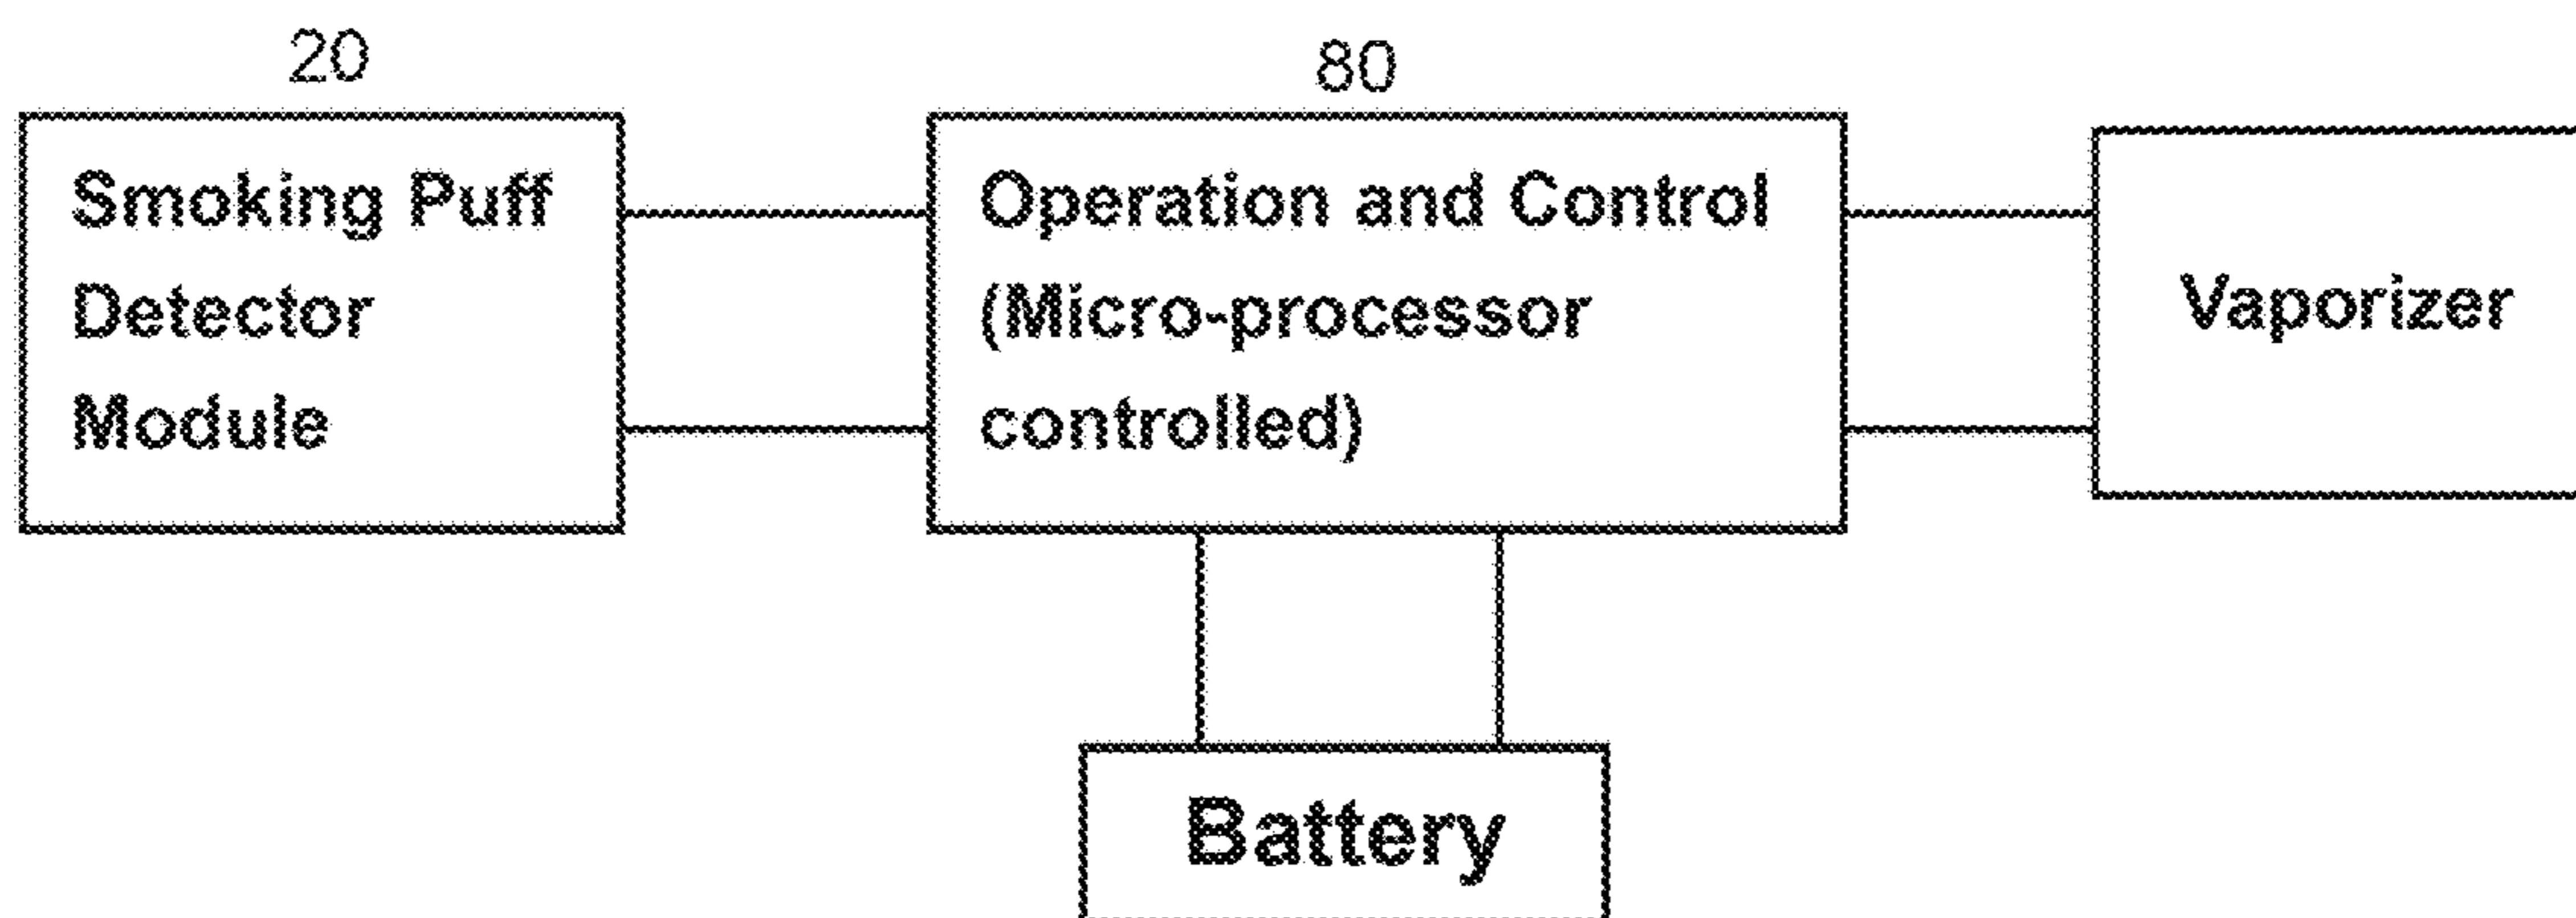 20
80
Smoking Puff
Detector
Module
Operation and Control
(Micro-processor
controlled)
Vaporizer
Battery